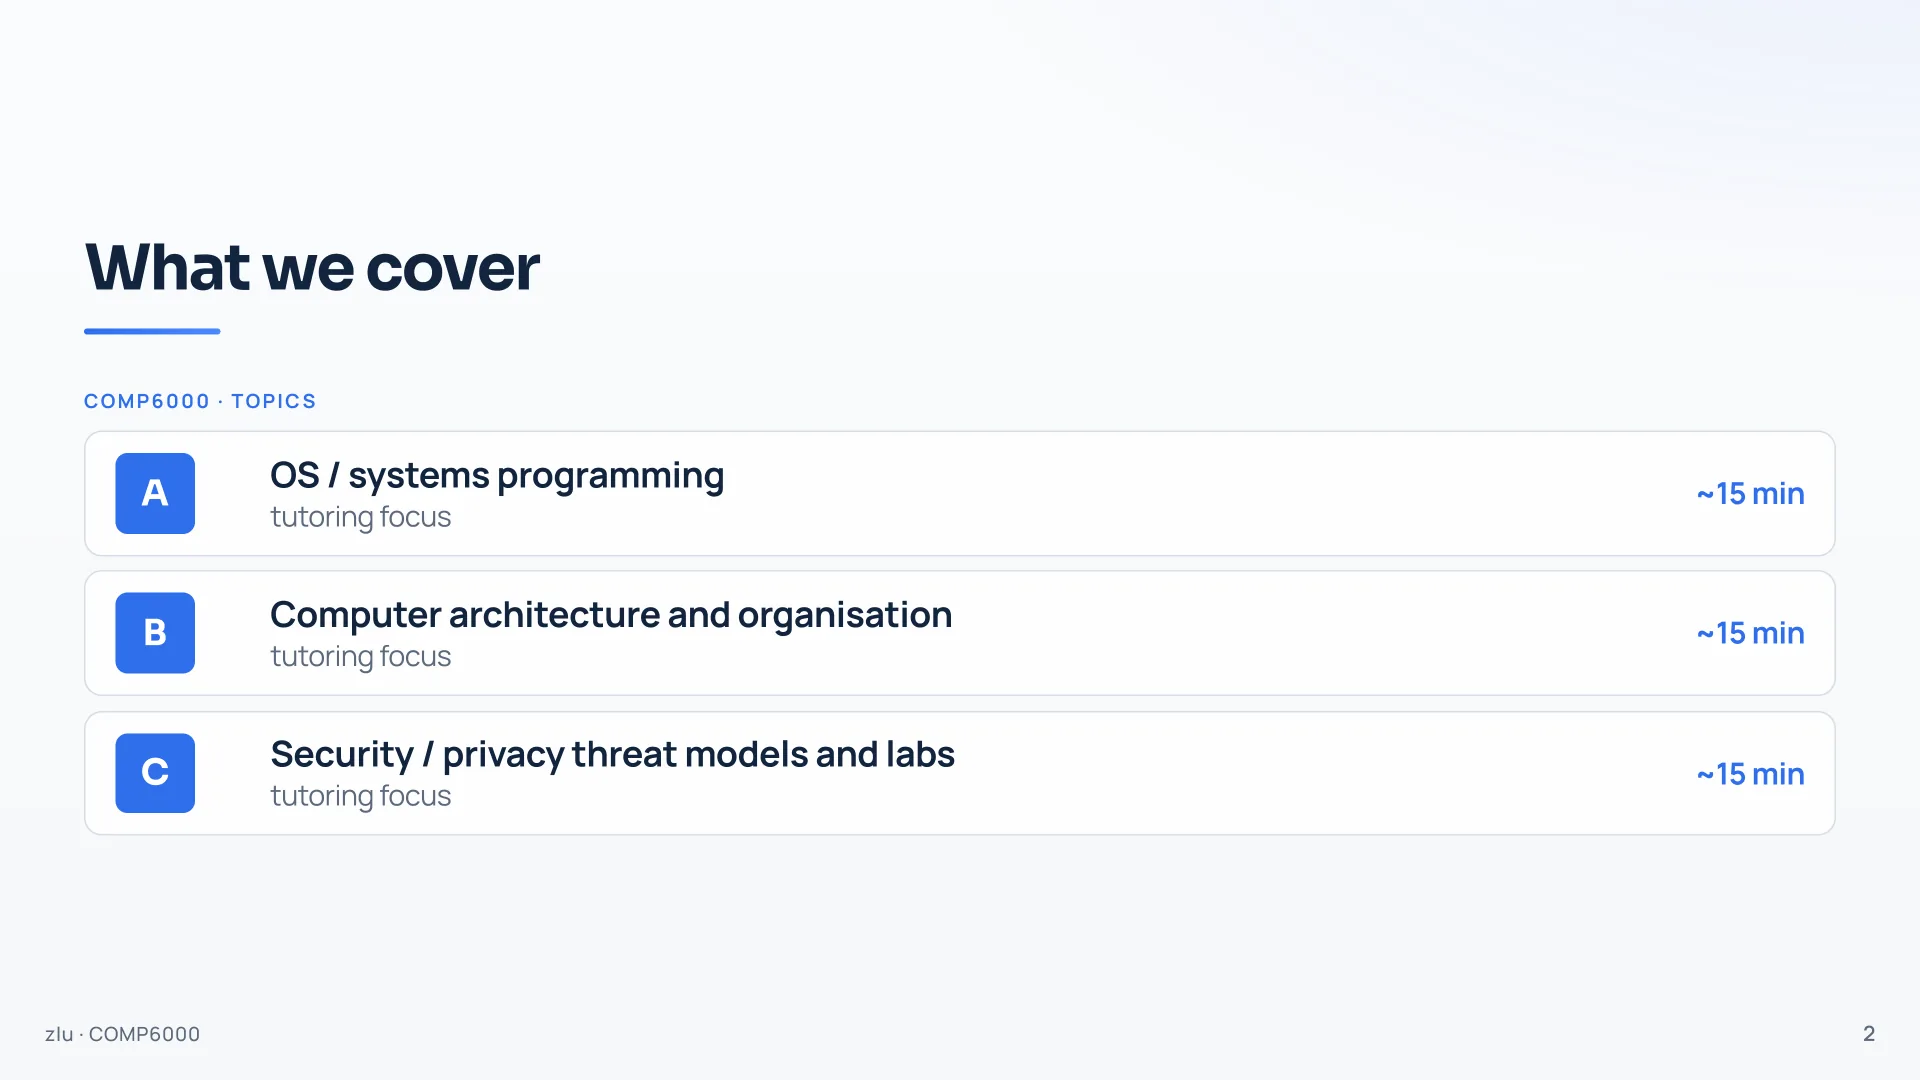 What we cover
COMP6000 · TOPICS
A
OS / systems programming
tutoring focus
~15 min
B
Computer architecture and organisation
tutoring focus
~15 min
C
Security / privacy threat models and labs
tutoring focus
~15 min
zlu · COMP6000
2